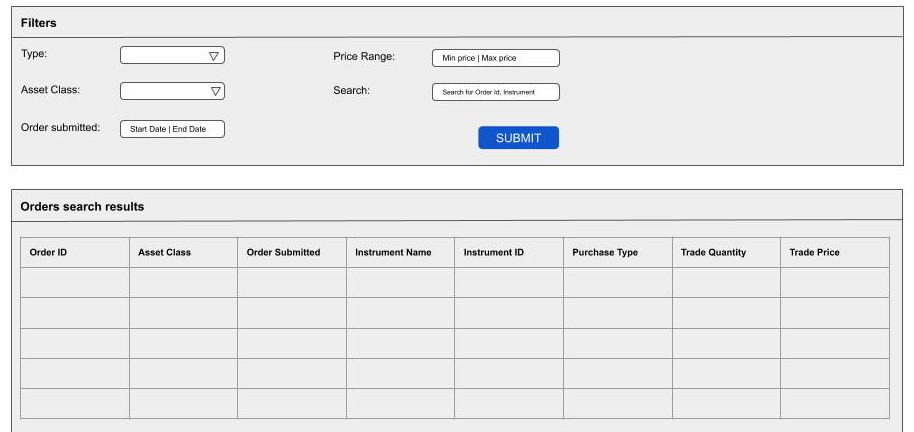 Filters
Type:
Price Range: Min price | Max price
Asset Class:
Search: Search for Order Id, Instrument
Order submitted: Start Date | End Date
SUBMIT
Orders search results
Order ID Asset Class Order Submitted Instrument Name Instrument ID Purchase Type Trade Quantity Trade Price